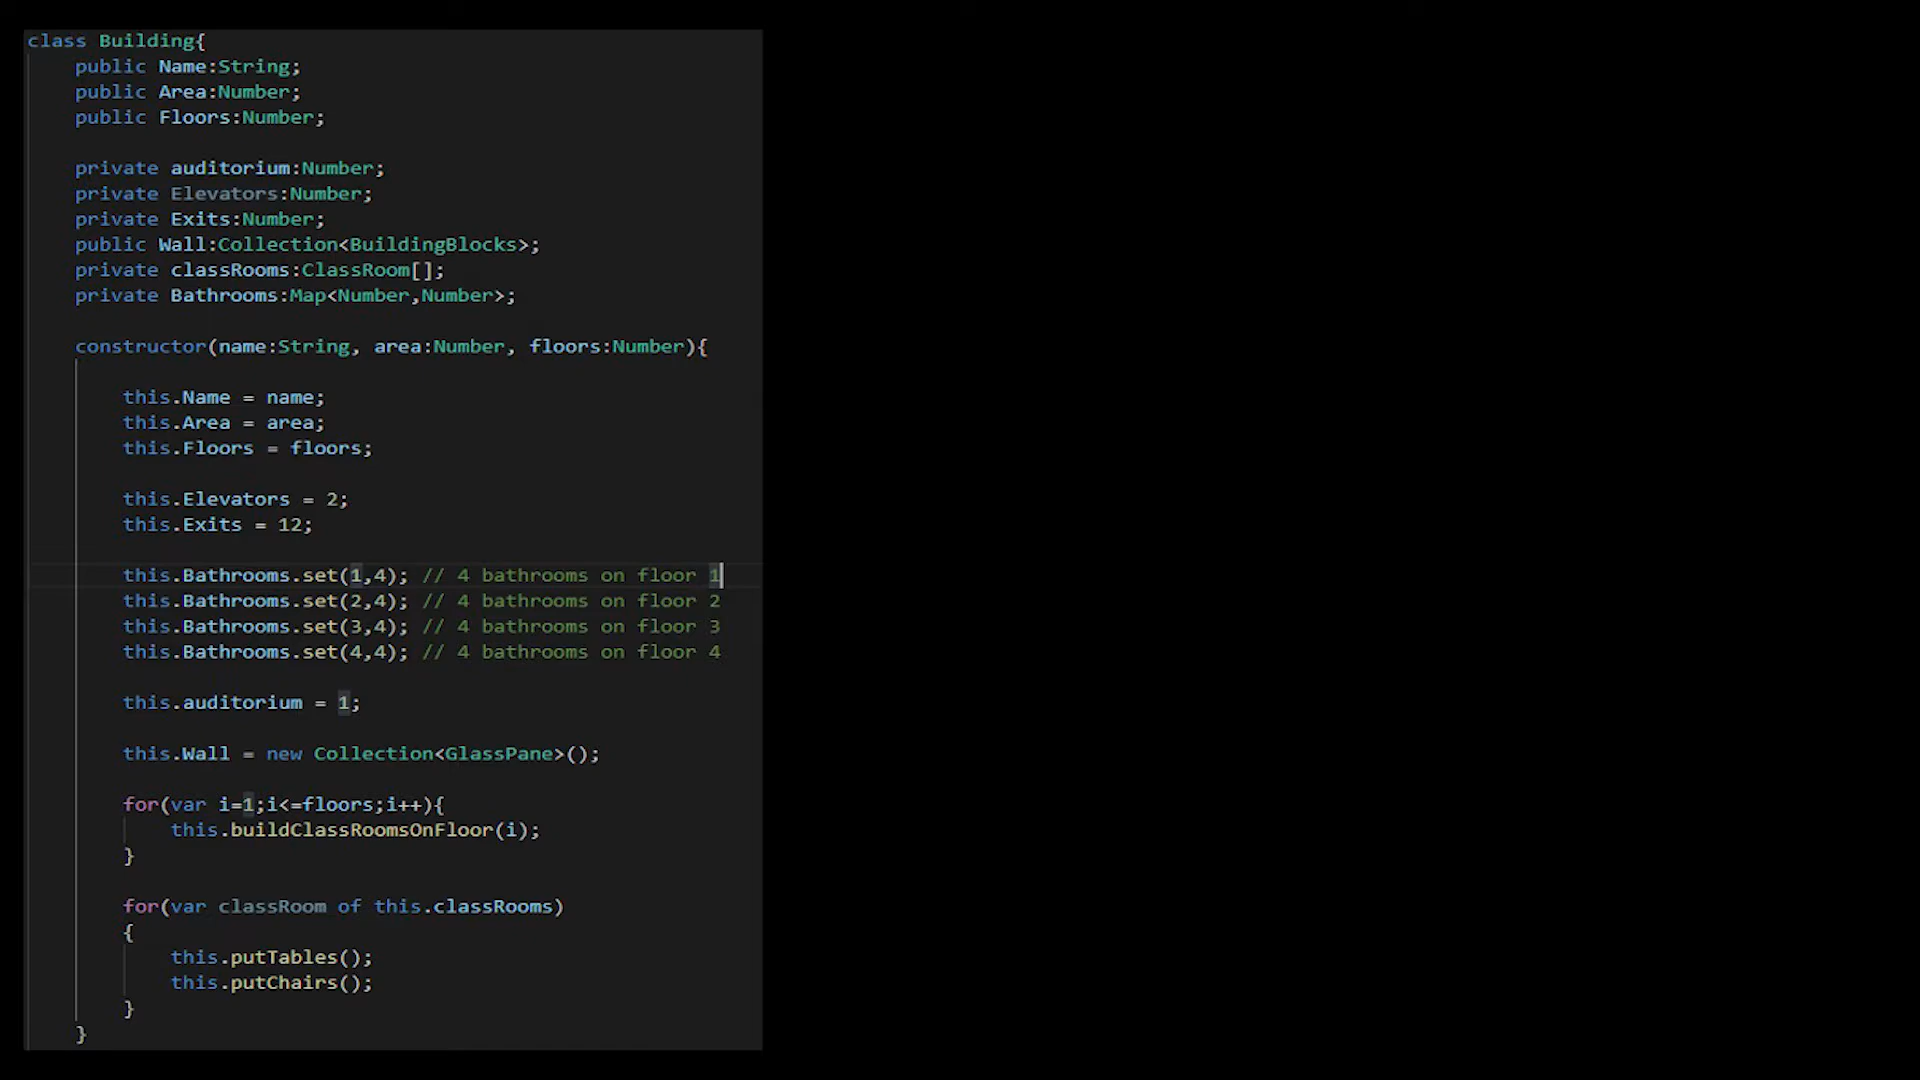 class Building{
public Name:String;
public Area:Number;
public Floors:Number;
private auditorium:Number;
private Elevators:Number;
private Exits:Number;
public Wall:Collection<BuildingBlocks>;
private classRooms:ClassRoom[];
private Bathrooms:Map<Number,Number>;
constructor(name:String, area:Number, floors:Number){
this.Name = name;
this.Area = area;
this.Floors = floors;
this.Elevators = 2;
this.Exits = 12;
this.Bathrooms.set(1,4); // 4 bathrooms on floor 1
this.Bathrooms.set(2,4); // 4 bathrooms on floor 2
this.Bathrooms.set(3,4); // 4 bathrooms on floor 3
this.Bathrooms.set(4,4); // 4 bathrooms on floor 4
this.auditorium = 1;
this.Wall = new Collection<GlassPane>();
for(var i=1;i<=floors;i++){
this.buildClassRoomsOnFloor(i);
}
for(var classRoom of this.classRooms)
{
this.putTables();
this.putChairs();
}
}